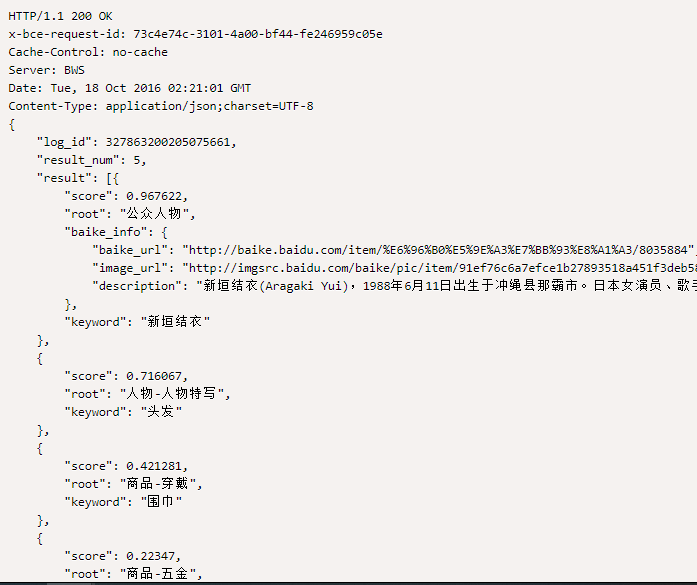 HTTP/1.1 200 OK
x-bce-request-id: 73c4e74c-3101-4a00-bf44-fe246959c05e
Cache-Control: no-cache
Server: BWS
Date: Tue, 18 Oct 2016 02:21:01 GMT
Content-Type: application/json;charset=UTF-8
{
    "log_id": 327863200205075661,
    "result_num": 5,
    "result": [{
        "score": 0.967622,
        "root": "公众人物",
        "baike_info": {
            "baike_url": "http://baike.baidu.com/item/%E6%96%B0%E5%9E%A3%E7%BB%93%E8%A1%A3/8035884",
            "image_url": "http://imgsrc.baidu.com/baike/pic/item/91ef76c6a7efce1b27893518a451f3deb58
            "description": "新垣结衣(Aragaki Yui)，1988年6月11日出生于冲绳县那霸市。日本女演员、歌手
        },
        "keyword": "新垣结衣"
    },
    {
        "score": 0.716067,
        "root": "人物-人物特写",
        "keyword": "头发"
    },
    {
        "score": 0.421281,
        "root": "商品-穿戴",
        "keyword": "围巾"
    },
    {
        "score": 0.22347,
        "root": "商品-五金",